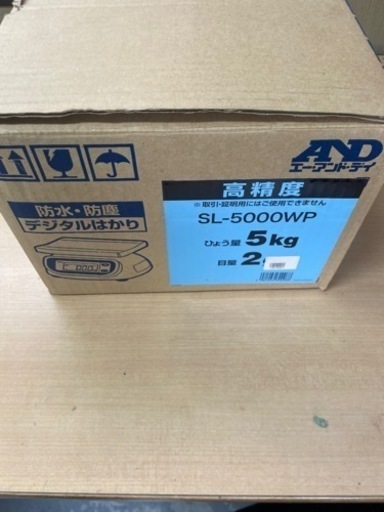 AND
エー・アンド・デイ
高精度
※ 取引・証明用にはご使用できません
SL-5000WP
ひょう量 5kg
目量 2
防水・防塵
デジタルはかり